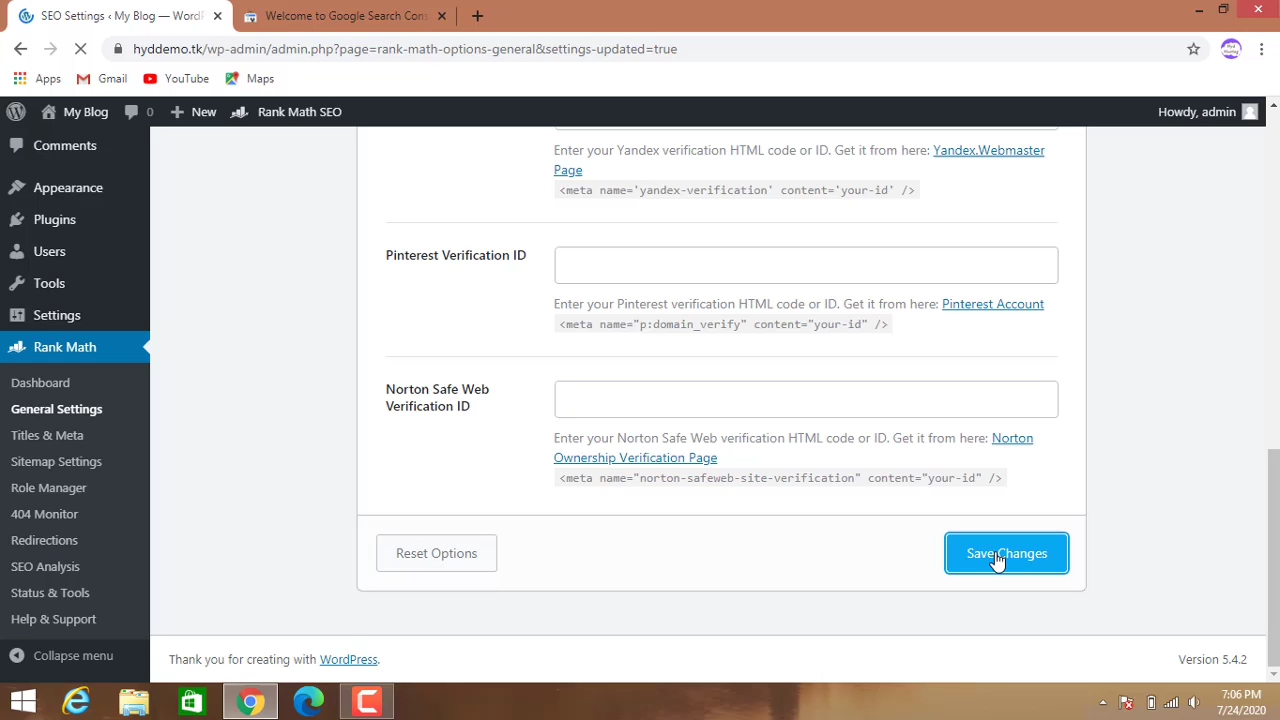 SEO Settings ‹ My Blog — WordP
Welcome to Google Search Cons
hyddemo.tk/wp-admin/admin.php?page=rank-math-options-general&settings-updated=true
Apps Gmail YouTube Maps
My Blog 0 New Rank Math SEO Howdy, admin
Comments
Appearance
Plugins
Users
Tools
Settings
Rank Math
Dashboard
General Settings
Titles & Meta
Sitemap Settings
Role Manager
404 Monitor
Redirections
SEO Analysis
Status & Tools
Help & Support
Collapse menu
Enter your Yandex verification HTML code or ID. Get it from here: Yandex.Webmaster
Page
<meta name='yandex-verification' content='your-id' />
Pinterest Verification ID
Enter your Pinterest verification HTML code or ID. Get it from here: Pinterest Account
<meta name="p:domain_verify" content="your-id" />
Norton Safe Web
Verification ID
Enter your Norton Safe Web verification HTML code or ID. Get it from here: Norton
Ownership Verification Page
<meta name="norton-safeweb-site-verification" content="your-id" />
Reset Options
Save Changes
Thank you for creating with WordPress.
Version 5.4.2
7:06 PM
7/24/2020